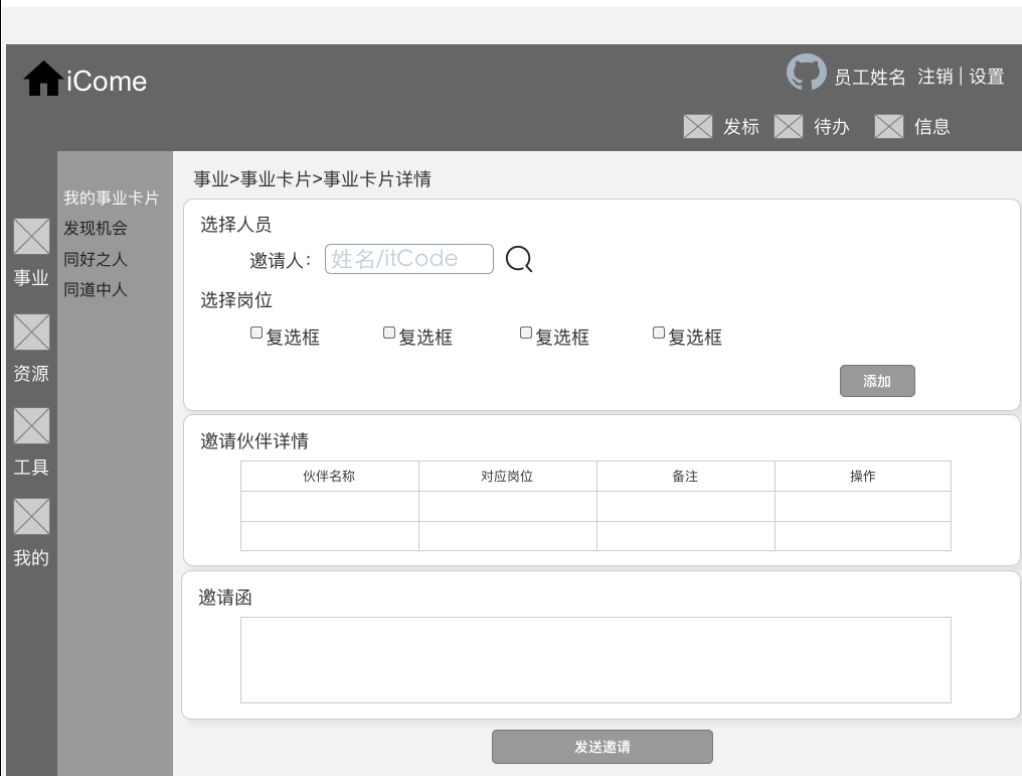 iCome
员工姓名 注销 | 设置
发标 待办 信息
事业
资源
工具
我的
我的事业卡片
发现机会
同好之人
同道中人
事业>事业卡片>事业卡片详情
选择人员
邀请人: 姓名/itCode
选择岗位
复选框 复选框 复选框 复选框
添加
邀请伙伴详情
伙伴名称 对应岗位 备注 操作
邀请函
发送邀请